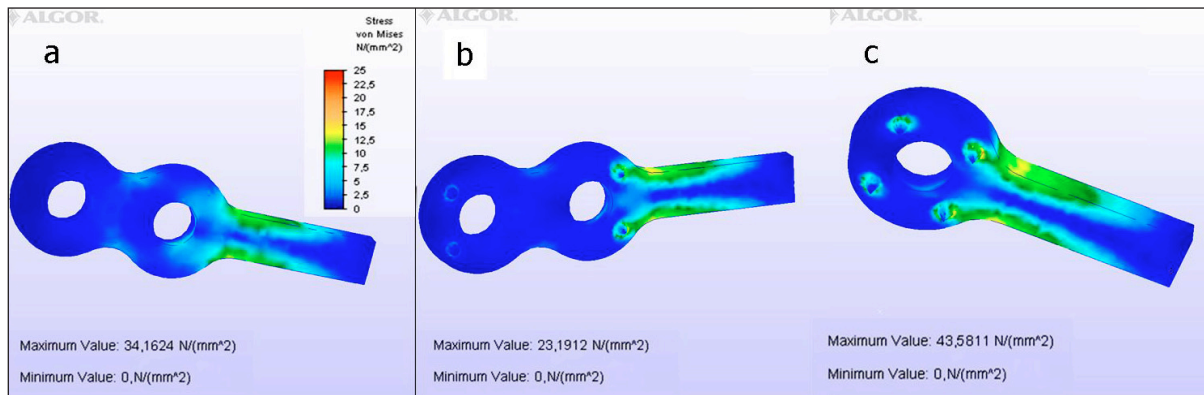 ALGOR.
a
Stress
von Mises
N/(mm^2)
25
22,5
20
17,5
15
12,5
10
7,5
5
2,5
0
Maximum Value: 34,1624 N/(mm^2)
Minimum Value: 0,N/(mm^2)
ALGOR.
b
Maximum Value: 23,1912 N/(mm^2)
Minimum Value: 0,N/(mm^2)
ALGOR.
c
Maximum Value: 43,5811 N/(mm^2)
Minimum Value: 0,N/(mm^2)